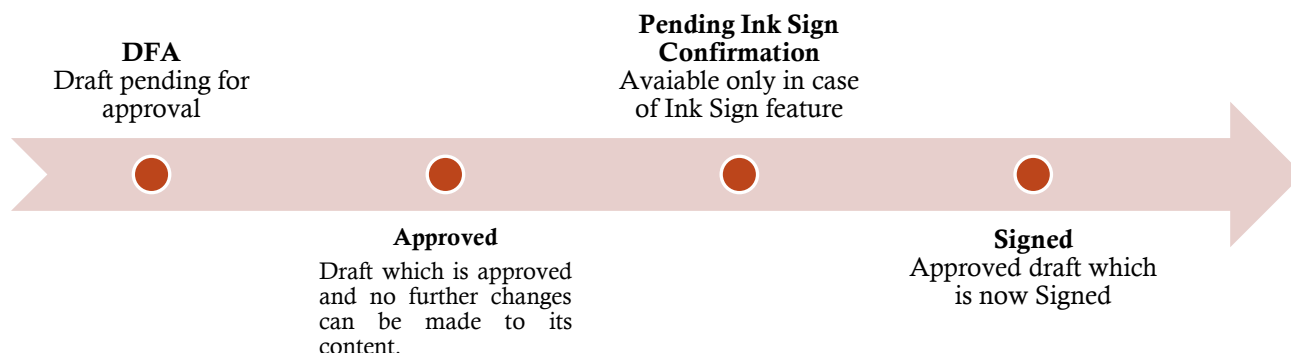 DFA
Draft pending for
approval
Approved
Draft which is approved
and no further changes
can be made to its
content.
Pending Ink Sign
Confirmation
Avaiable only in case
of Ink Sign feature
Signed
Approved draft which
is now Signed